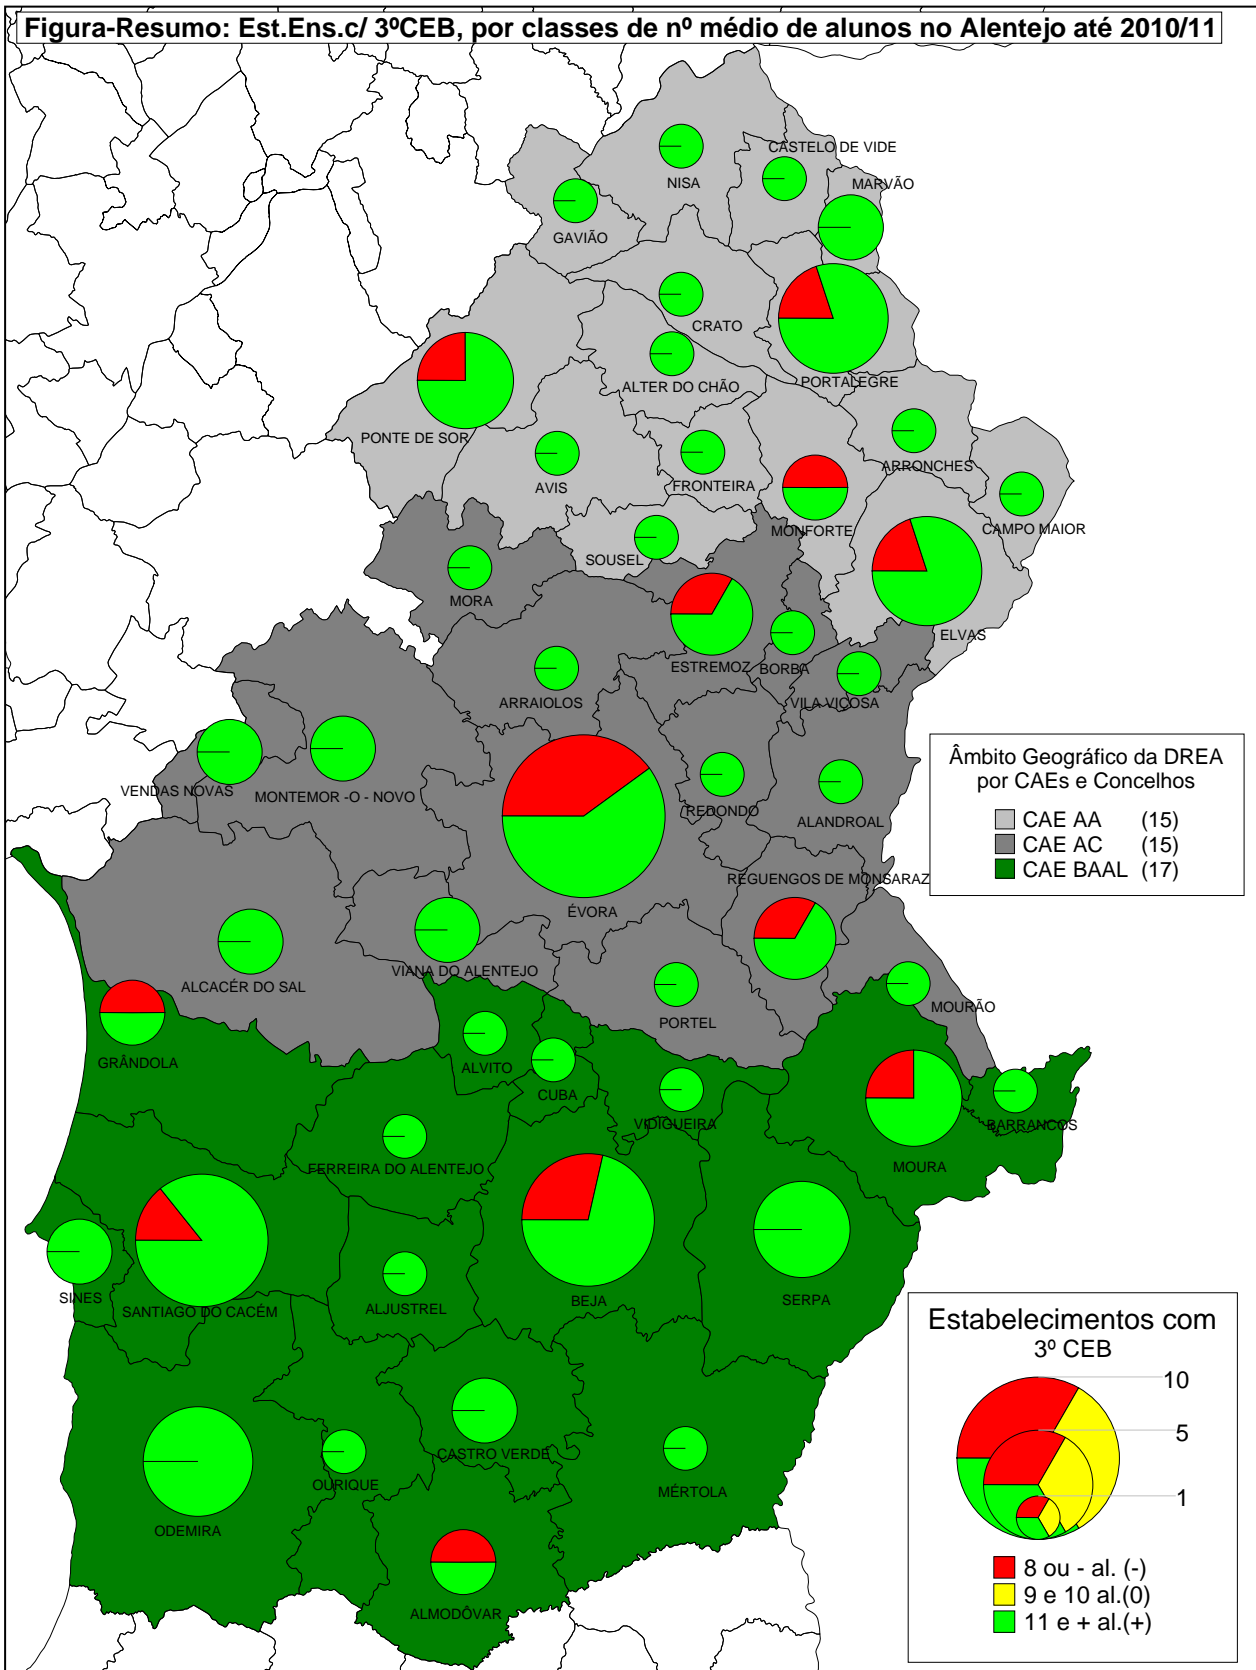 Figura-Resumo: Est.Ens.c/ 3ºCEB, por classes de nº médio de alunos no Alentejo até 2010/11
CASTELO DE VIDE
NISA
MARVÃO
GAVIÃO
CRATO
ALTER DO CHÃO
PORTALEGRE
PONTE DE SOR
ARRONCHES
AVIS
FRONTEIRA
CAMPO MAIOR
MONFORTE
SOUSEL
MORA
ELVAS
ESTREMOZ
BORBA
ARRAIOLOS
VILA VIÇOSA
VENDAS NOVAS
MONTEMOR -O - NOVO
REDONDO
ALANDROAL
Âmbito Geográfico da DREA
por CAEs e Concelhos
CAE AA (15)
CAE AC (15)
CAE BAAL (17)
REGUENGOS DE MONSARAZ
ÉVORA
VIANA DO ALENTEJO
ALCACÉR DO SAL
MOURÃO
PORTEL
GRÂNDOLA
ALVITO
CUBA
VIDIGUEIRA
BARRANCOS
FERREIRA DO ALENTEJO
MOURA
SINES
SANTIAGO DO CACÉM
ALJUSTREL
BEJA
SERPA
CASTRO VERDE
OURIQUE
MÉRTOLA
ODEMIRA
ALMODÔVAR
Estabelecimentos com
3º CEB
10
5
1
8 ou - al. (-)
9 e 10 al.(0)
11 e + al.(+)